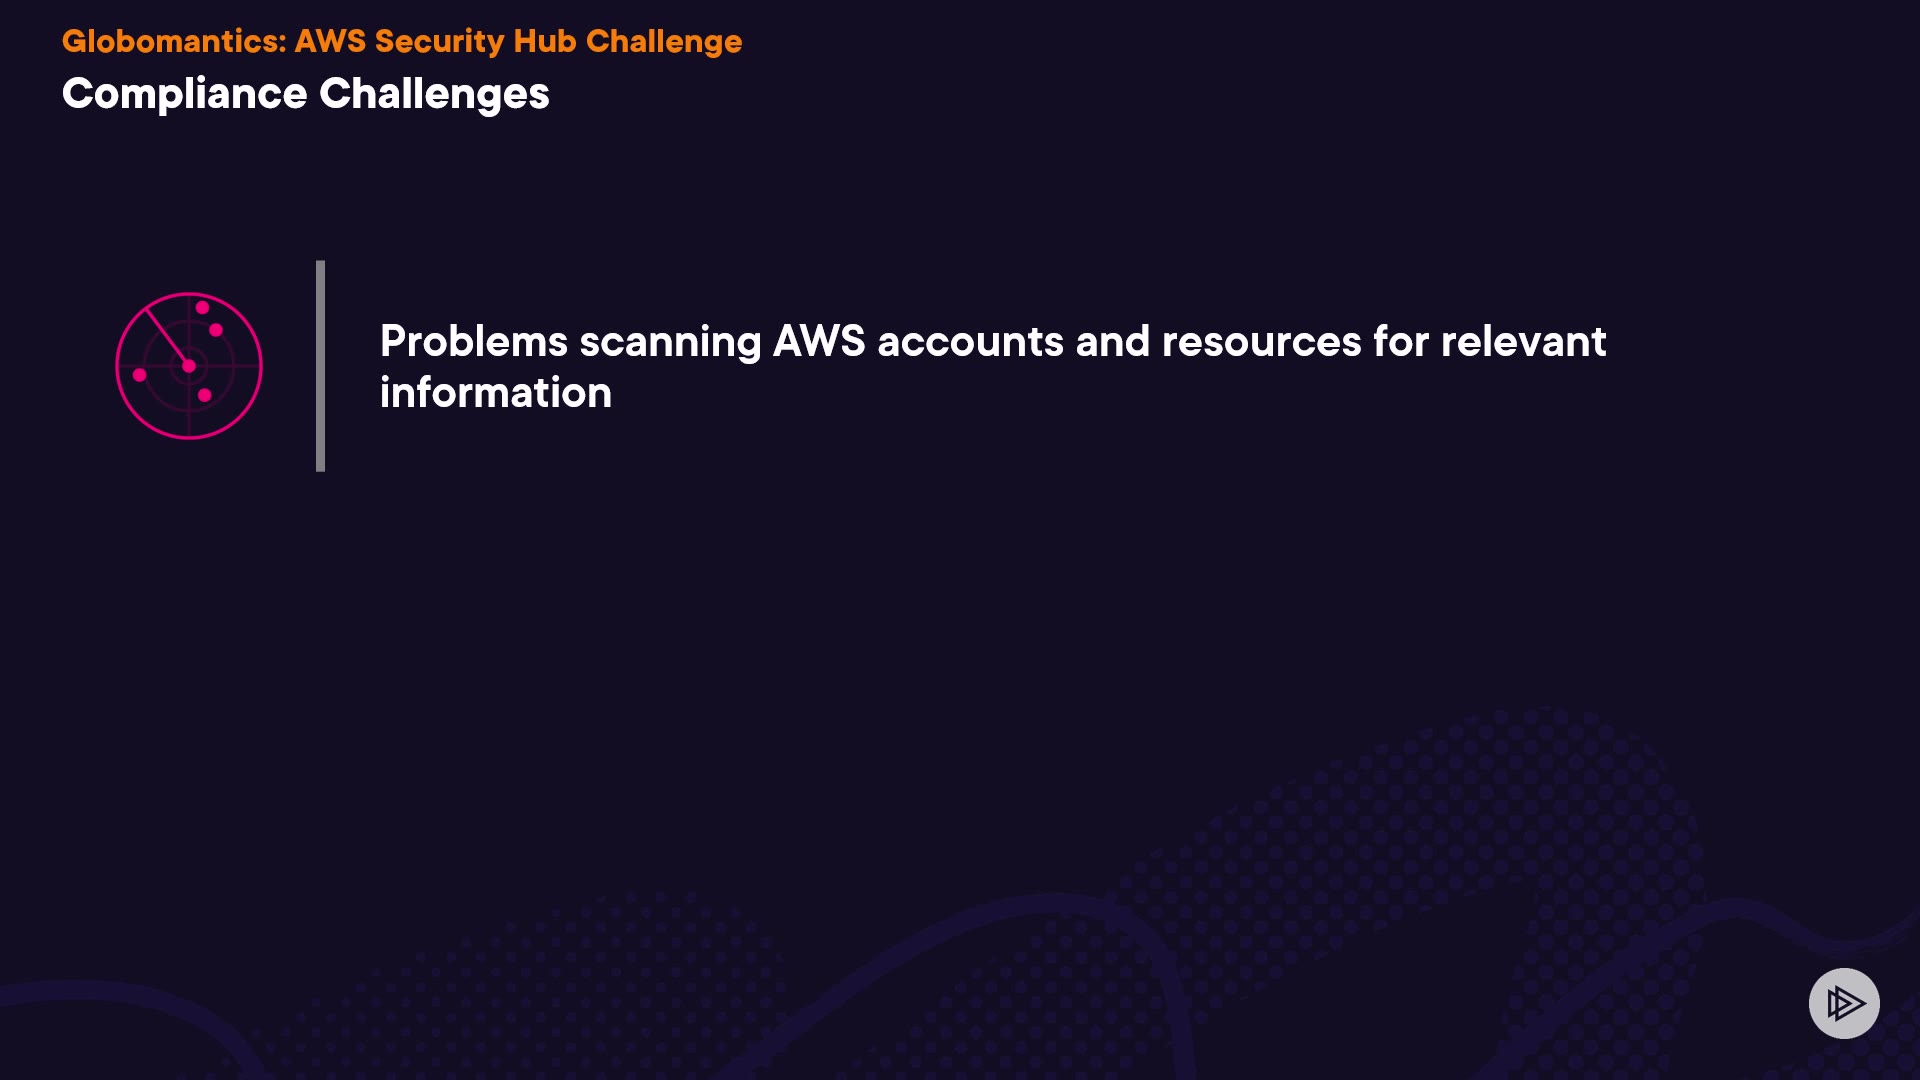 Globomantics: AWS Security Hub Challenge
Compliance Challenges
Problems scanning AWS accounts and resources for relevant
information